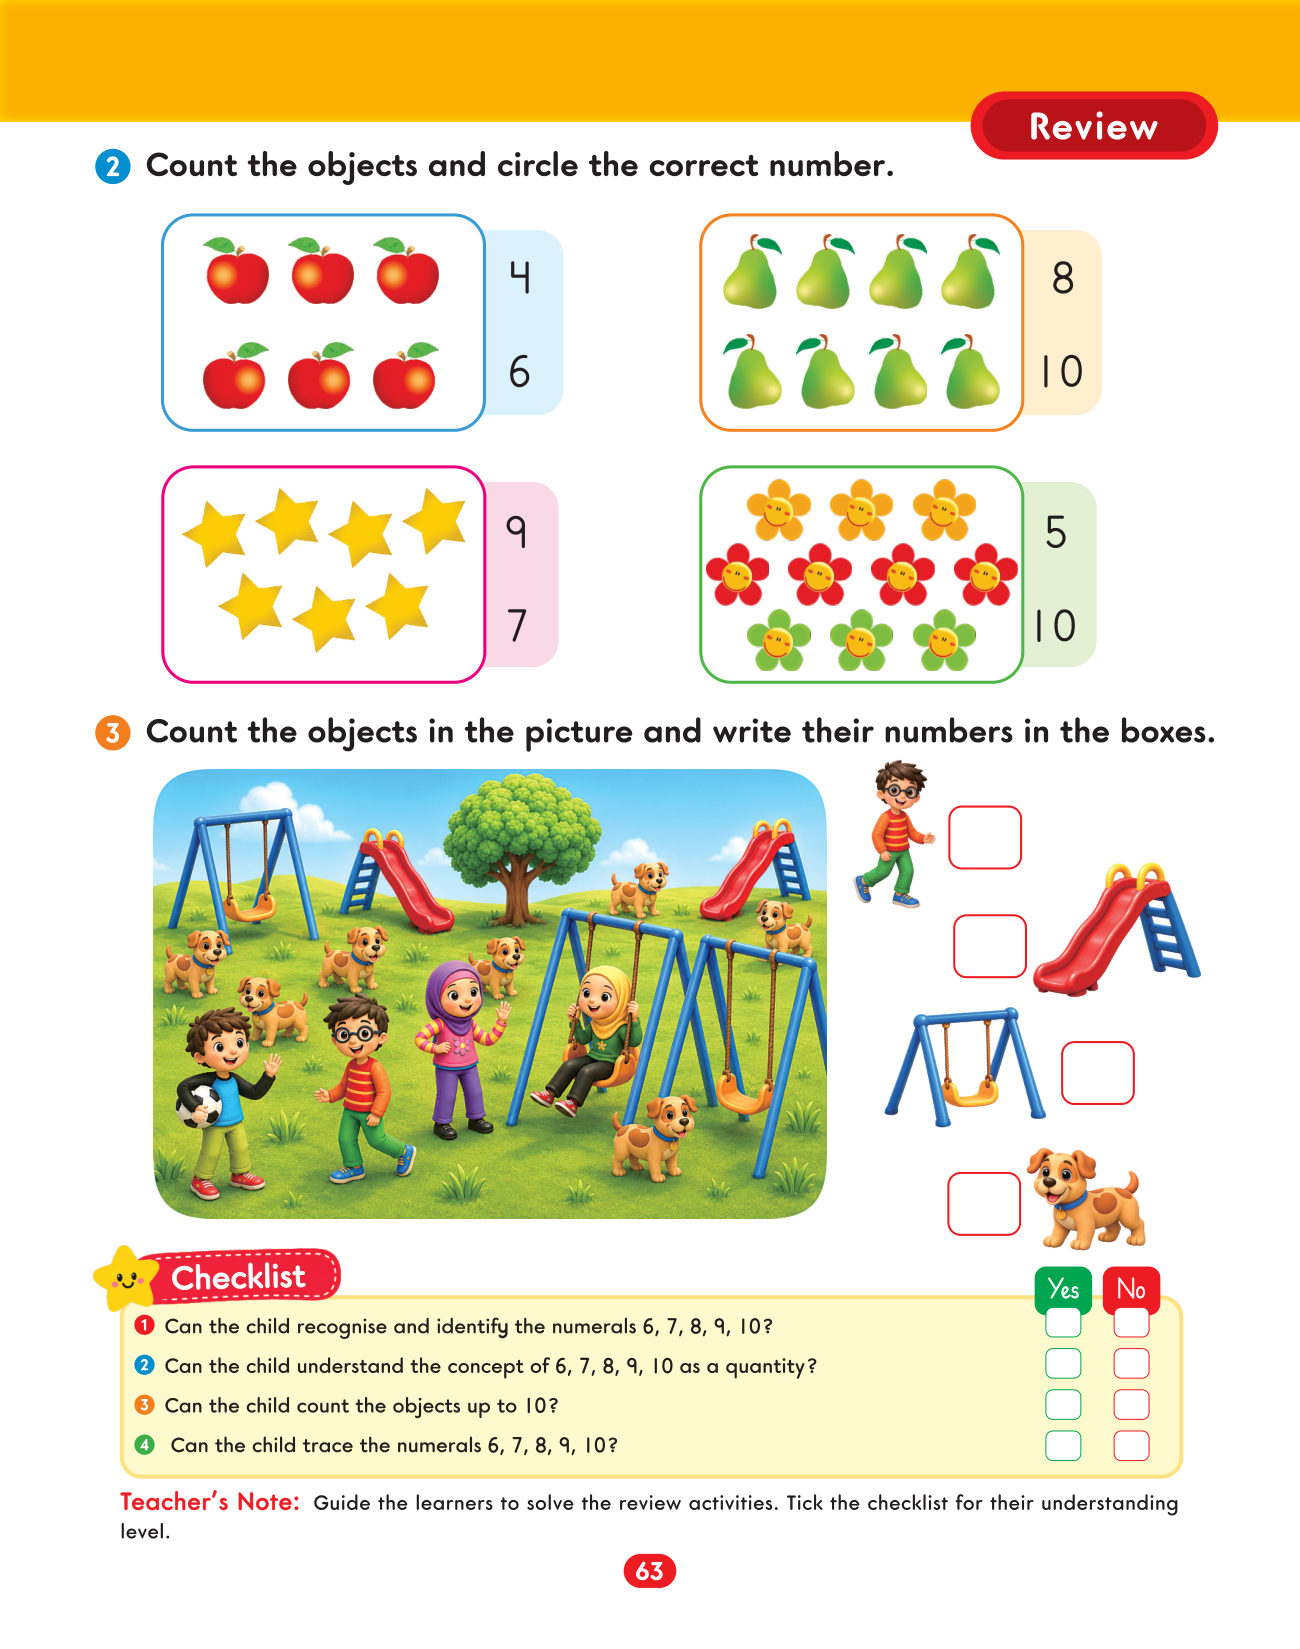 Review
2 Count the objects and circle the correct number.
4
6
8
10
9
7
5
10
3 Count the objects in the picture and write their numbers in the boxes.
Checklist
Yes No
1 Can the child recognise and identify the numerals 6, 7, 8, 9, 10?
2 Can the child understand the concept of 6, 7, 8, 9, 10 as a quantity?
3 Can the child count the objects up to 10?
4 Can the child trace the numerals 6, 7, 8, 9, 10?
Teacher's Note: Guide the learners to solve the review activities. Tick the checklist for their understanding
level.
63